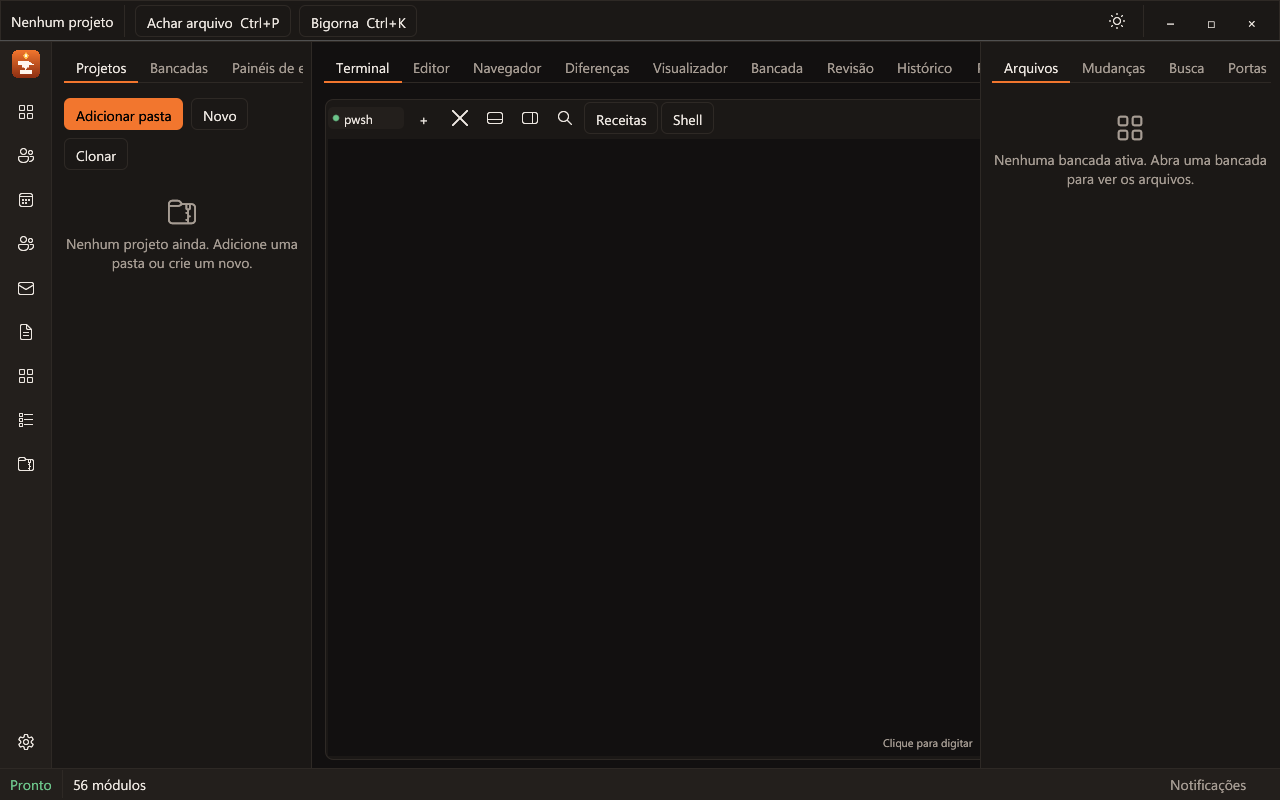 Nenhum projeto
Achar arquivo Ctrl+P
Bigorna Ctrl+K
Projetos
Bancadas
Painéis de e
Adicionar pasta
Novo
Clonar
Nenhum projeto ainda. Adicione uma
pasta ou crie um novo.
Terminal
Editor
Navegador
Diferenças
Visualizador
Bancada
Revisão
Histórico
pwsh
Receitas
Shell
Clique para digitar
Arquivos
Mudanças
Busca
Portas
Nenhuma bancada ativa. Abra uma bancada
para ver os arquivos.
Pronto
56 módulos
Notificações